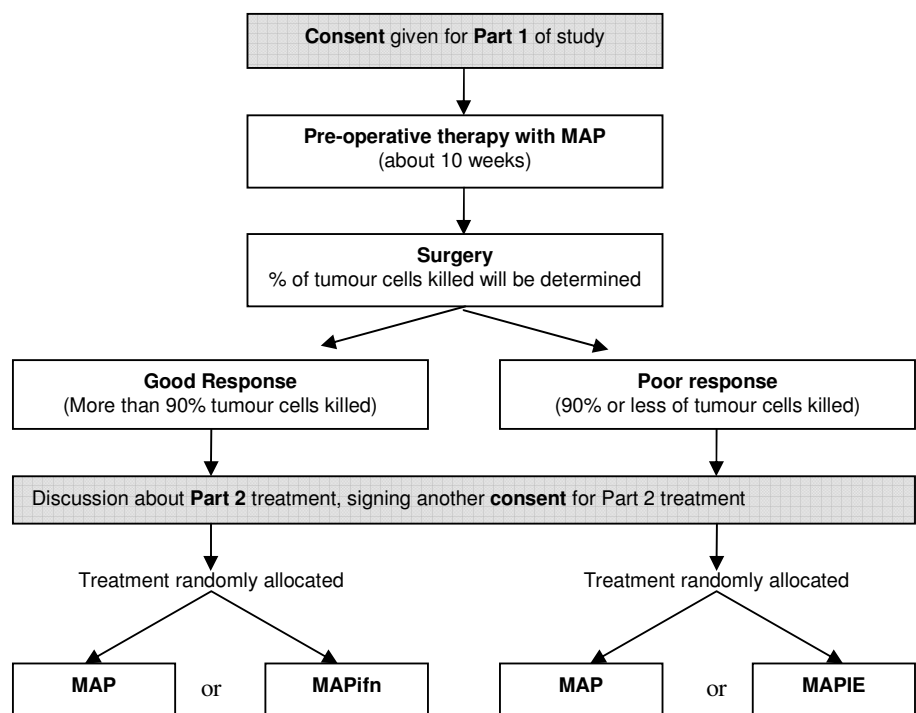 Consent given for Part 1 of study
Pre-operative therapy with MAP
(about 10 weeks)
Surgery
% of tumour cells killed will be determined
Good Response
(More than 90% tumour cells killed)
Poor response
(90% or less of tumour cells killed)
Discussion about Part 2 treatment, signing another consent for Part 2 treatment
Treatment randomly allocated
Treatment randomly allocated
MAP or MAPifn
MAP or MAPIE